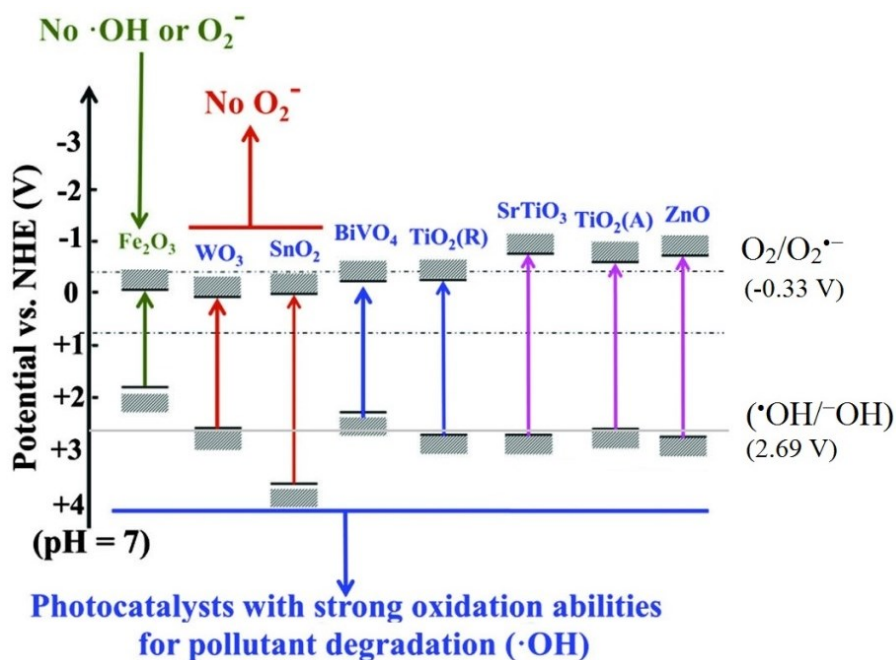 No ·OH or O₂⁻
No O₂⁻
Potential vs. NHE (V)
-3
-2
-1
0
+1
+2
+3
+4
(pH = 7)
Fe₂O₃
WO₃
SnO₂
BiVO₄
TiO₂(R)
SrTiO₃
TiO₂(A)
ZnO
O₂/O₂•⁻
(-0.33 V)
(•OH/⁻OH)
(2.69 V)
Photocatalysts with strong oxidation abilities
for pollutant degradation (·OH)